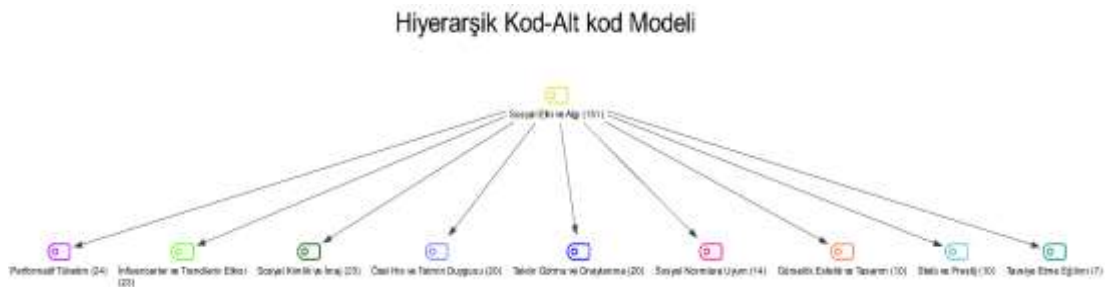 Hiyerarşik Kod-Alt kod Modeli
Sosyal Etki ve Algı (151)
Performatif Tüketim (24)
Influencerlar ve Trendlerin Etkisi
(23)
Sosyal Kimlik ve İmaj (23)
Özel His ve Tatmin Duygusu (20)
Takdir Görme ve Onaylanma (20)
Sosyal Normlara Uyum (14)
Görsellik Estetik ve Tasarım (10)
Statü ve Prestij (10)
Tavsiye Etme Eğilimi (7)